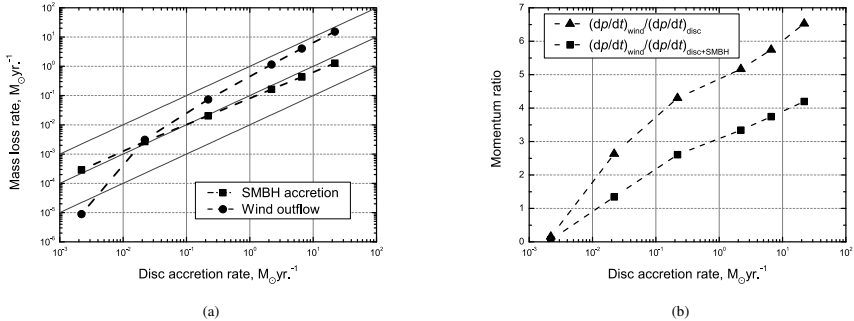 10²
10¹
10⁰
10⁻¹
10⁻²
10⁻³
10⁻⁴
10⁻⁵
10⁻⁶
Mass loss rate, M⊙yr.⁻¹
SMBH accretion
Wind outflow
10⁻³ 10⁻² 10⁻¹ 10⁰ 10¹ 10²
Disc accretion rate, M⊙yr.⁻¹
(a)
7
6
5
4
3
2
1
0
Momentum ratio
(dp/dt)wind/(dp/dt)disc
(dp/dt)wind/(dp/dt)disc+SMBH
10⁻³ 10⁻² 10⁻¹ 10⁰ 10¹ 10²
Disc accretion rate, M⊙yr.⁻¹
(b)